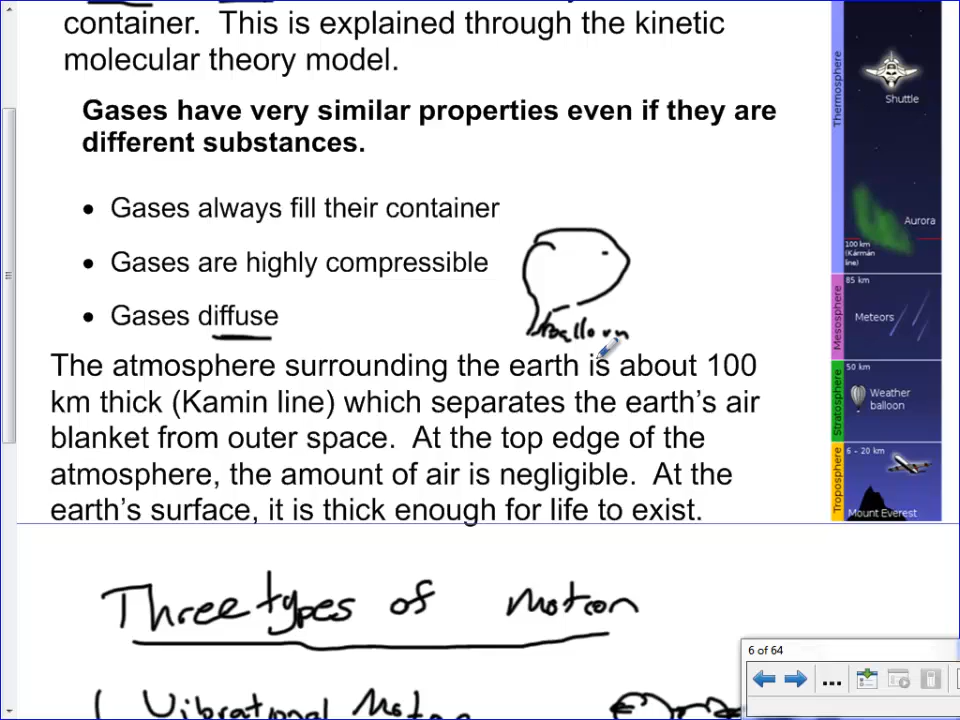 container.  This is explained through the kinetic
molecular theory model.
Gases have very similar properties even if they are
different substances.
• Gases always fill their container
• Gases are highly compressible
• Gases diffuse
balloon
The atmosphere surrounding the earth is about 100
km thick (Kamin line) which separates the earth's air
blanket from outer space.  At the top edge of the
atmosphere, the amount of air is negligible.  At the
earth's surface, it is thick enough for life to exist.
Three types of motion
( Vibrational Motion
Thermosphere
Shuttle
Aurora
100 km
(Kármán
line)
85 km
Mesosphere
Meteors
50 km
Stratosphere
Weather
balloon
6 - 20 km
Troposphere
Mount Everest
6 of 64
...